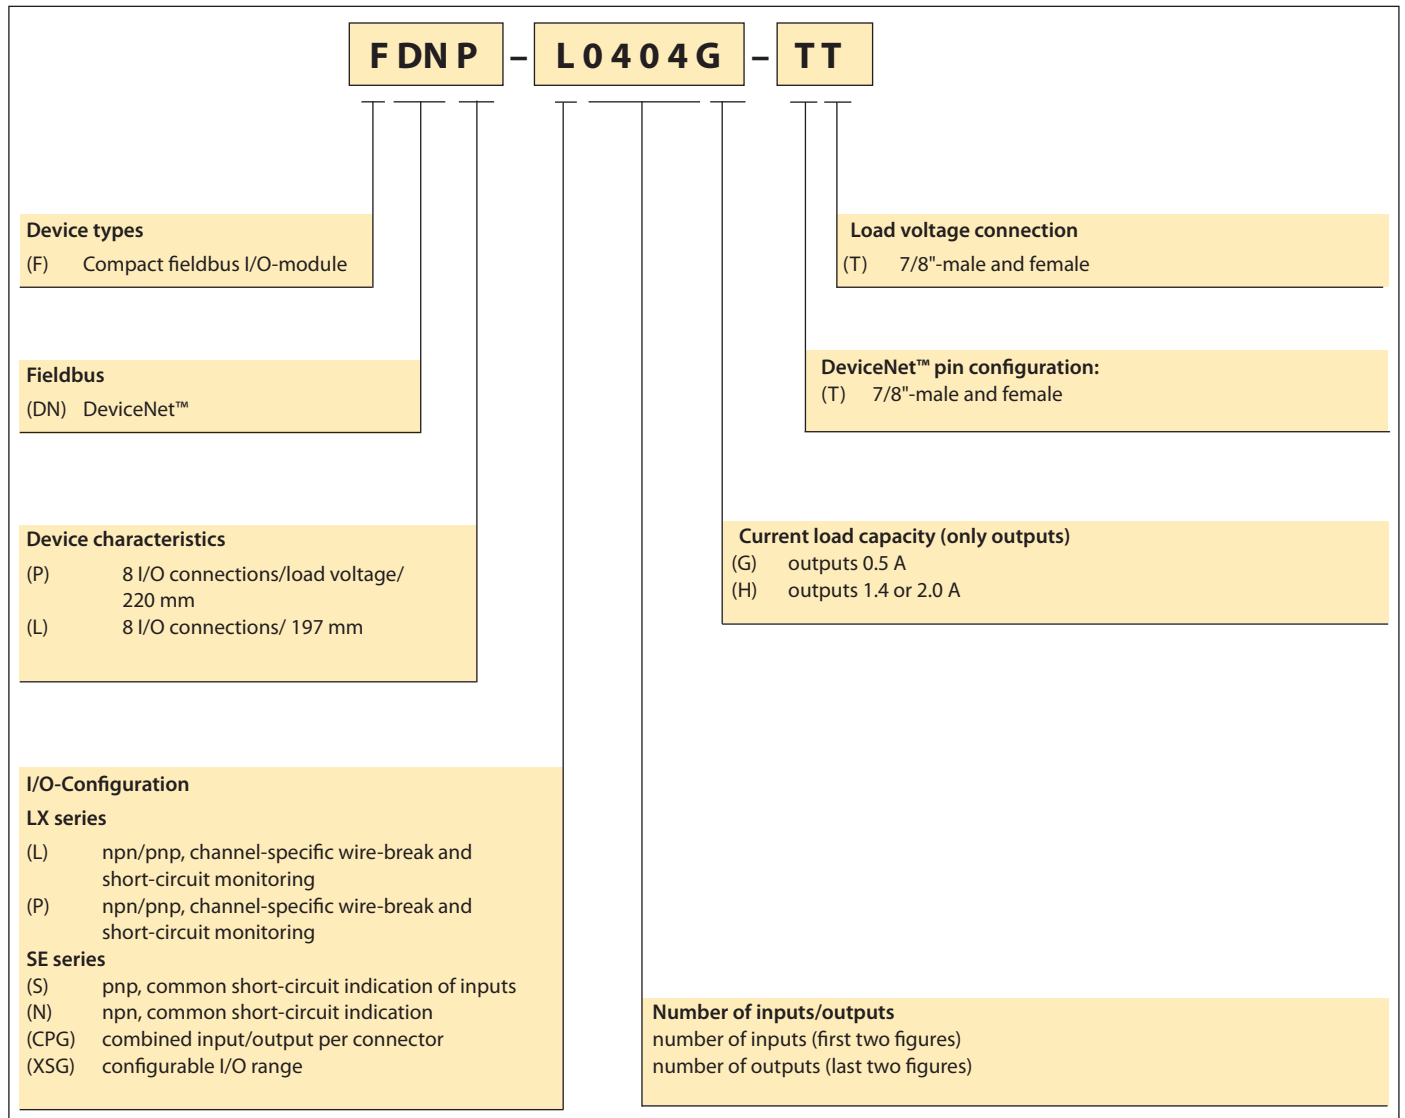 F DN P – L 0 4 0 4 G – T T
Device types
(F) Compact fieldbus I/O-module
Load voltage connection
(T) 7/8"-male and female
Fieldbus
(DN) DeviceNet™
DeviceNet™ pin configuration:
(T) 7/8"-male and female
Device characteristics
(P) 8 I/O connections/load voltage/
220 mm
(L) 8 I/O connections/ 197 mm
Current load capacity (only outputs)
(G) outputs 0.5 A
(H) outputs 1.4 or 2.0 A
I/O-Configuration
LX series
(L) npn/pnp, channel-specific wire-break and
short-circuit monitoring
(P) npn/pnp, channel-specific wire-break and
short-circuit monitoring
SE series
(S) pnp, common short-circuit indication of inputs
(N) npn, common short-circuit indication
(CPG) combined input/output per connector
(XSG) configurable I/O range
Number of inputs/outputs
number of inputs (first two figures)
number of outputs (last two figures)